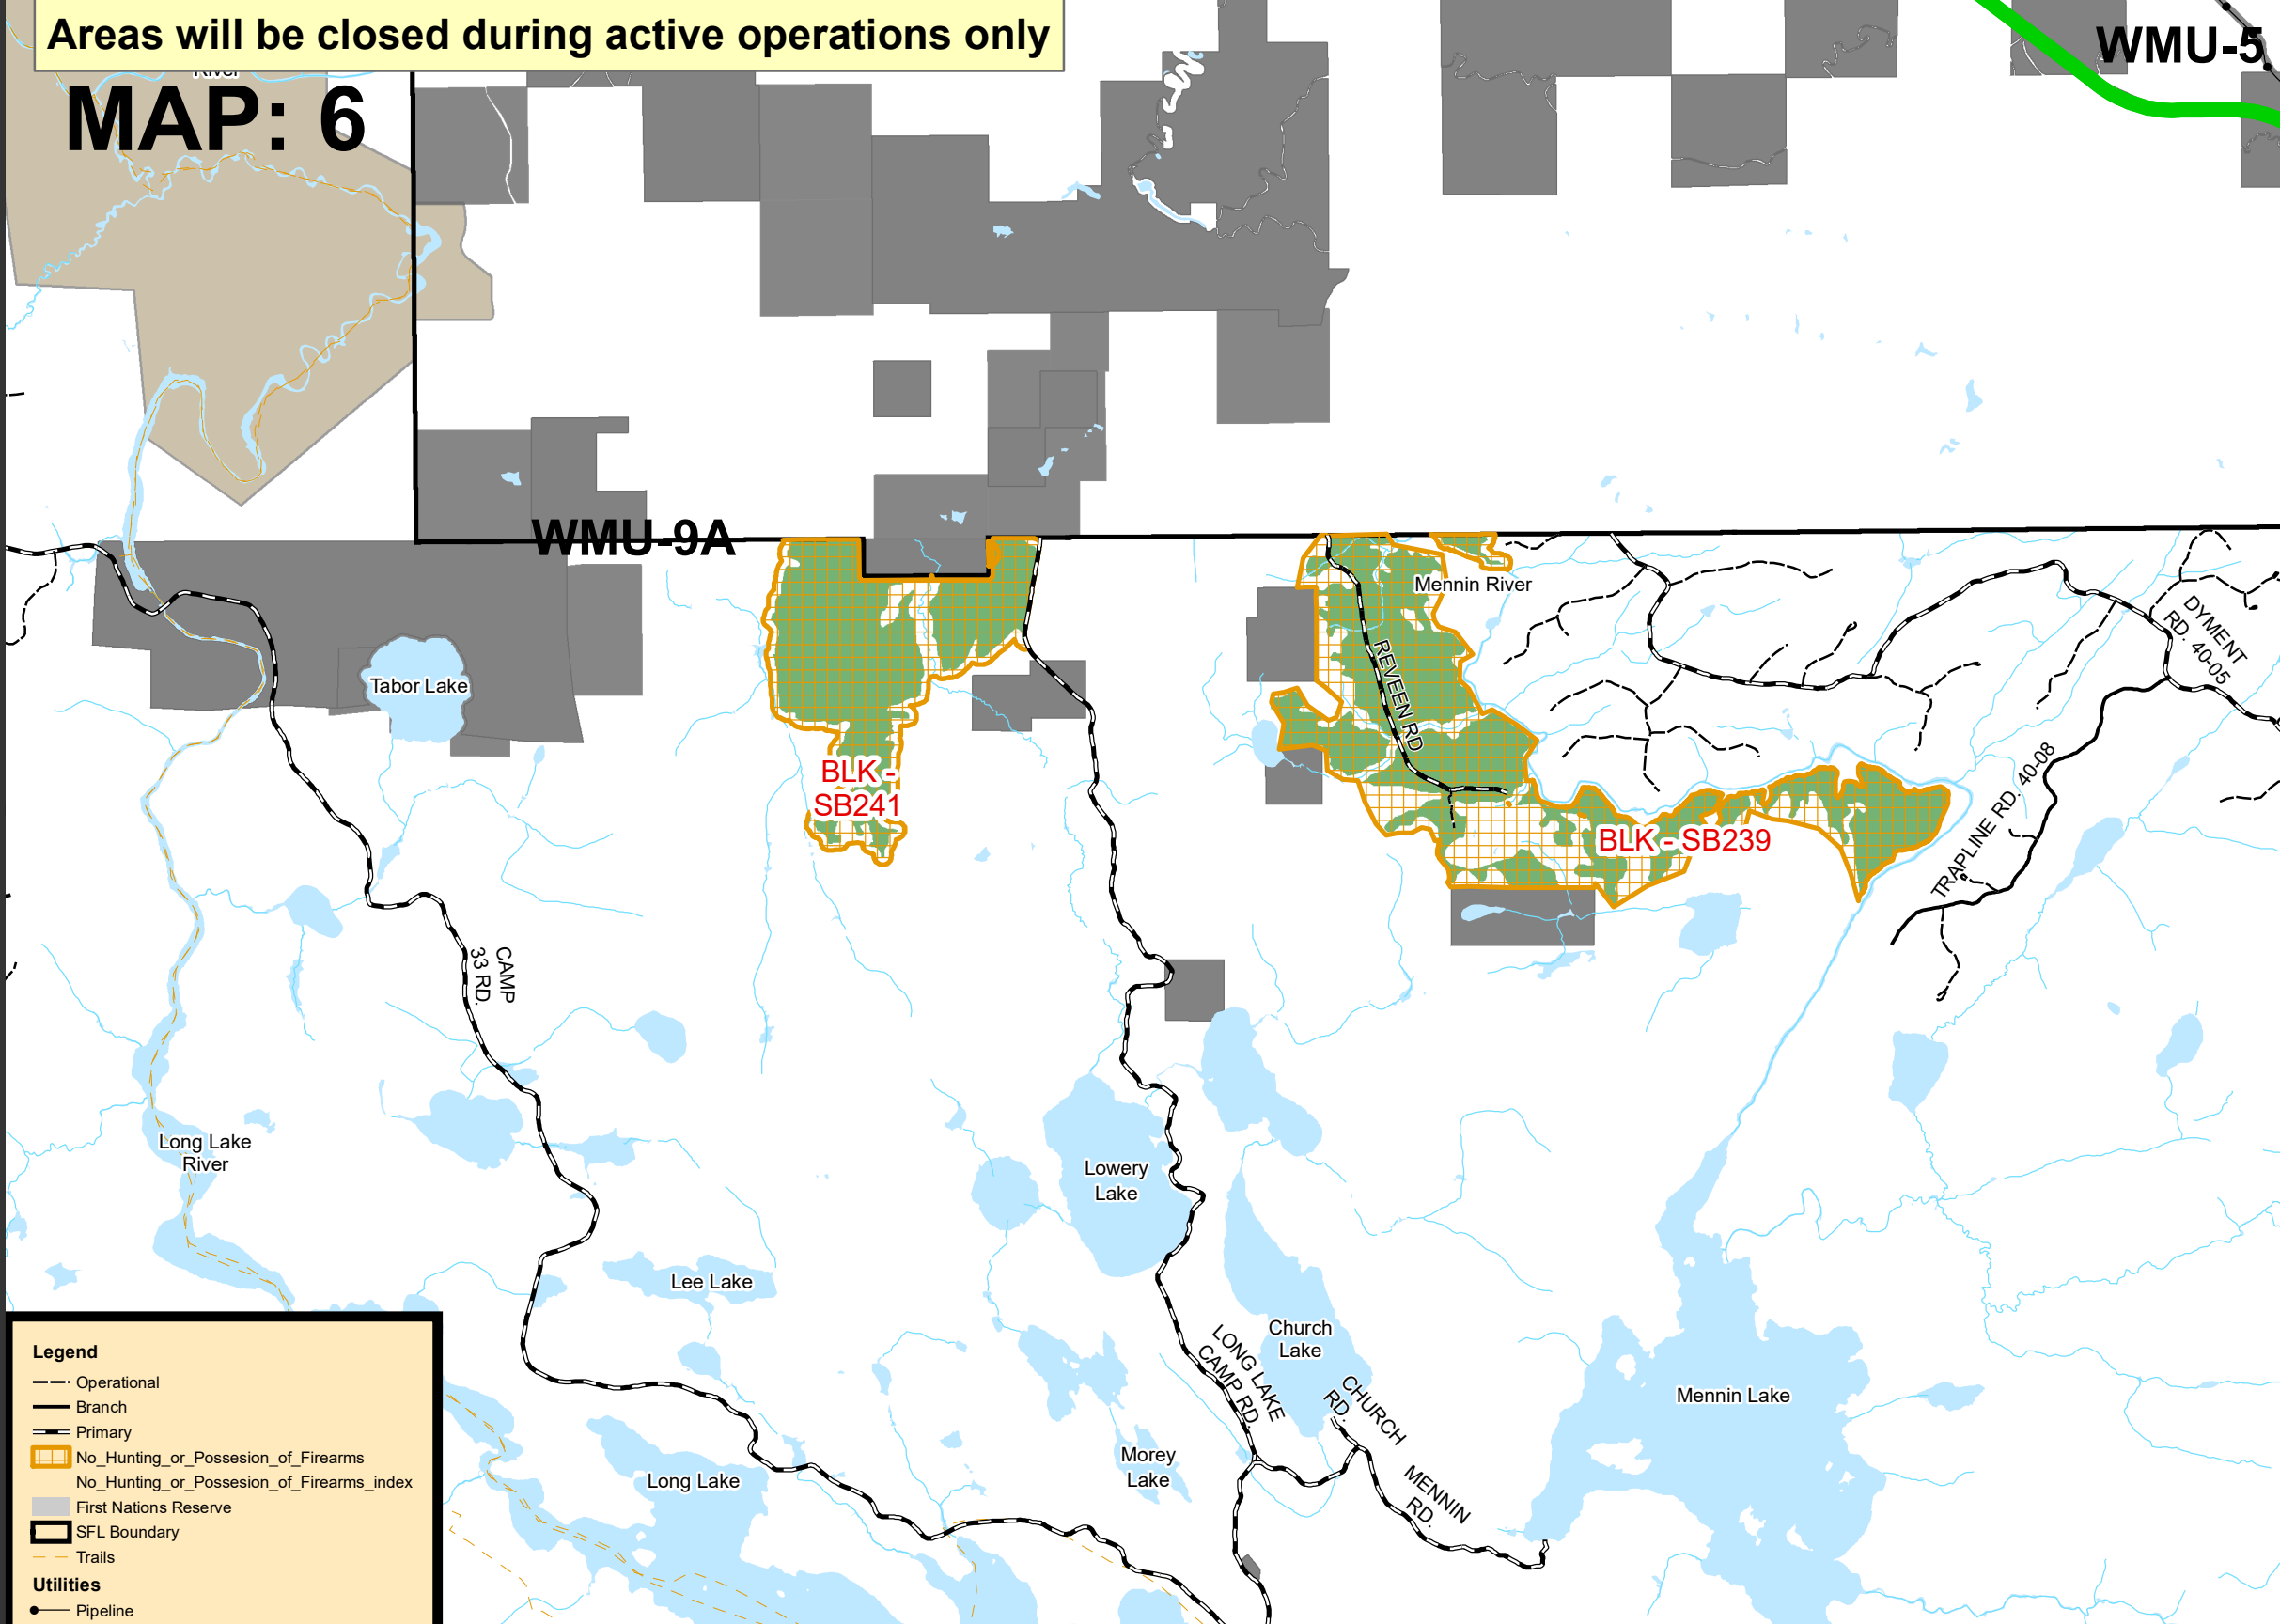 Areas will be closed during active operations only
WMU-5
River
MAP: 6
WMU-9A
Mennin River
DYMENT
RD. 40-05
REVEEN RD
Tabor Lake
BLK -
SB241
TRAPLINE RD. 40-08
BLK - SB239
CAMP
33 RD.
Long Lake
River
Lowery
Lake
Lee Lake
Church
Lake
LONG LAKE
CAMP RD.
CHURCH
RD.
Mennin Lake
Morey
Lake
Long Lake
MENNIN
RD.
Legend
Operational
Branch
Primary
No_Hunting_or_Possesion_of_Firearms
No_Hunting_or_Possesion_of_Firearms_index
First Nations Reserve
SFL Boundary
Trails
Utilities
Pipeline